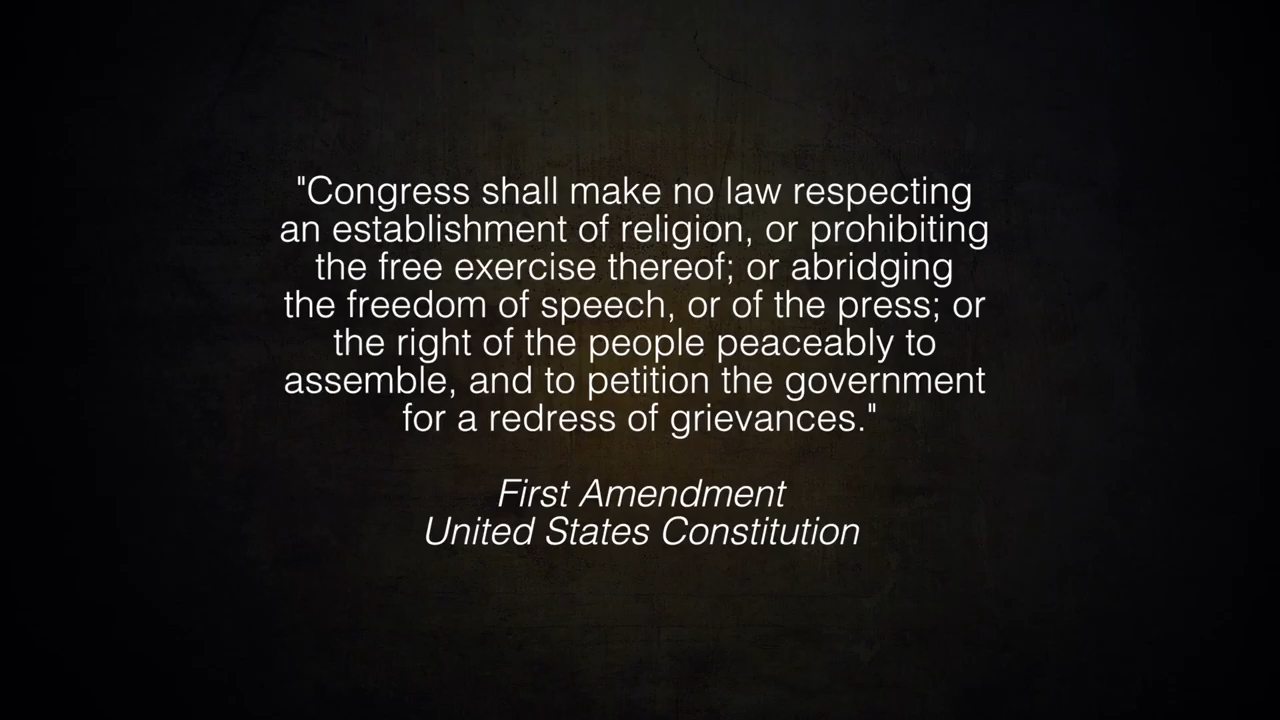 "Congress shall make no law respecting
an establishment of religion, or prohibiting
the free exercise thereof; or abridging
the freedom of speech, or of the press; or
the right of the people peaceably to
assemble, and to petition the government
for a redress of grievances."
First Amendment
United States Constitution